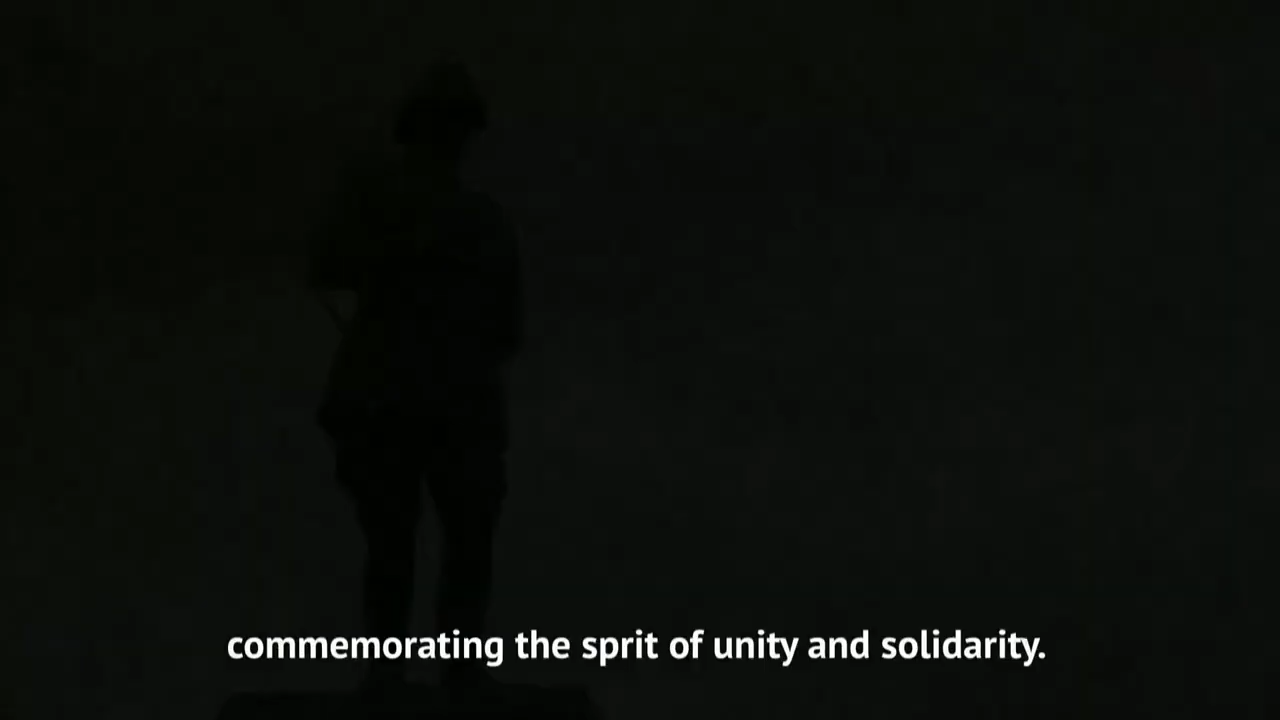 commemorating the sprit of unity and solidarity.